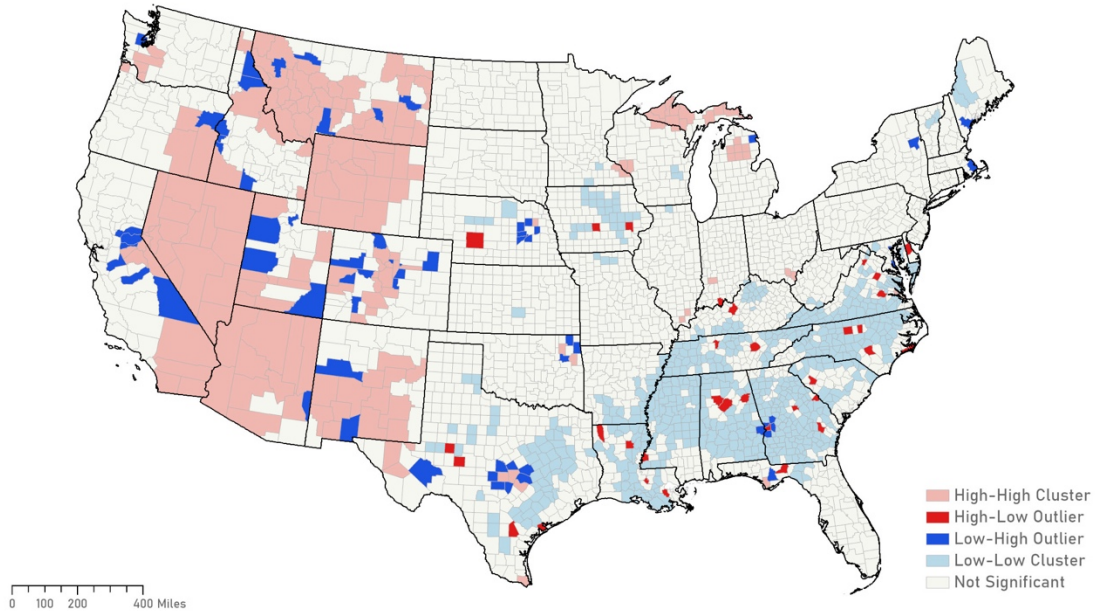 High-High Cluster
High-Low Outlier
Low-High Outlier
Low-Low Cluster
Not Significant
0 100 200 400 Miles